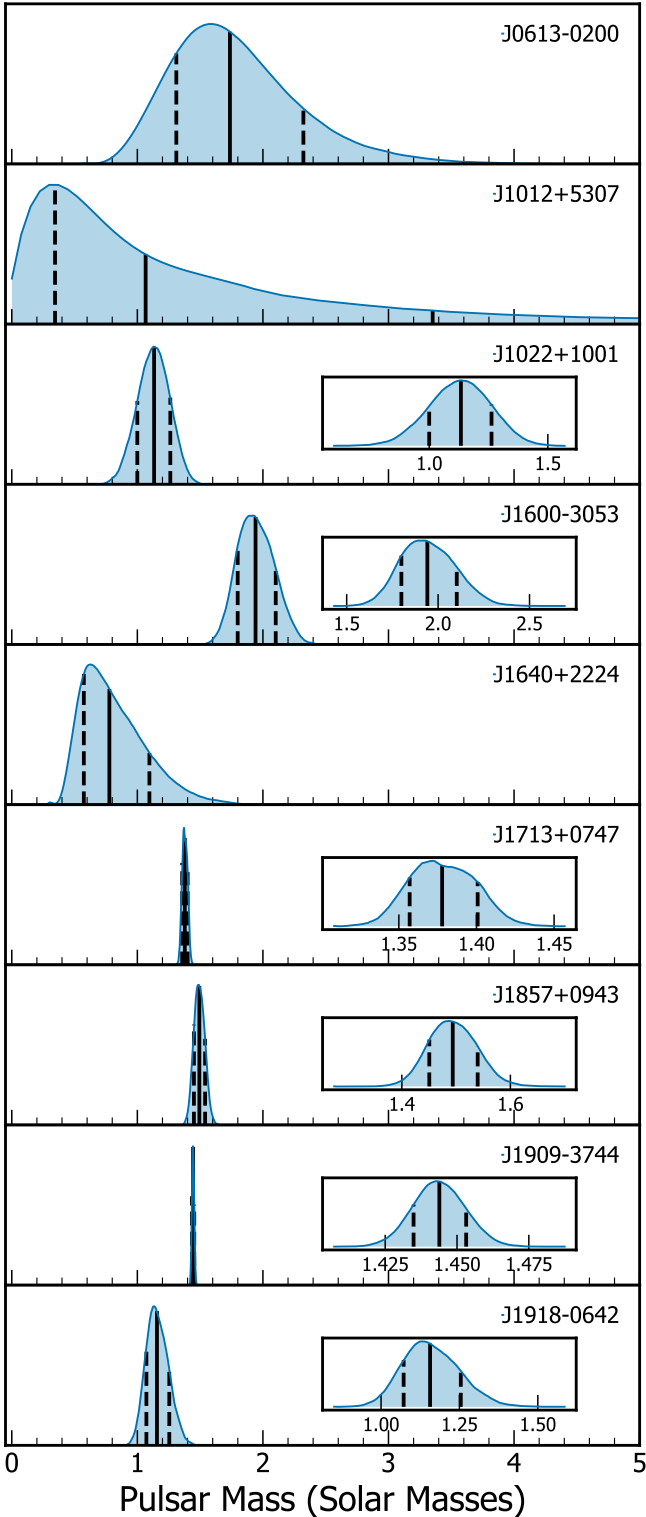 J0613-0200
J1012+5307
J1022+1001
1.0 1.5
J1600-3053
1.5 2.0 2.5
J1640+2224
J1713+0747
1.35 1.40 1.45
J1857+0943
1.4 1.6
J1909-3744
1.425 1.450 1.475
J1918-0642
1.00 1.25 1.50
0 1 2 3 4 5
Pulsar Mass (Solar Masses)